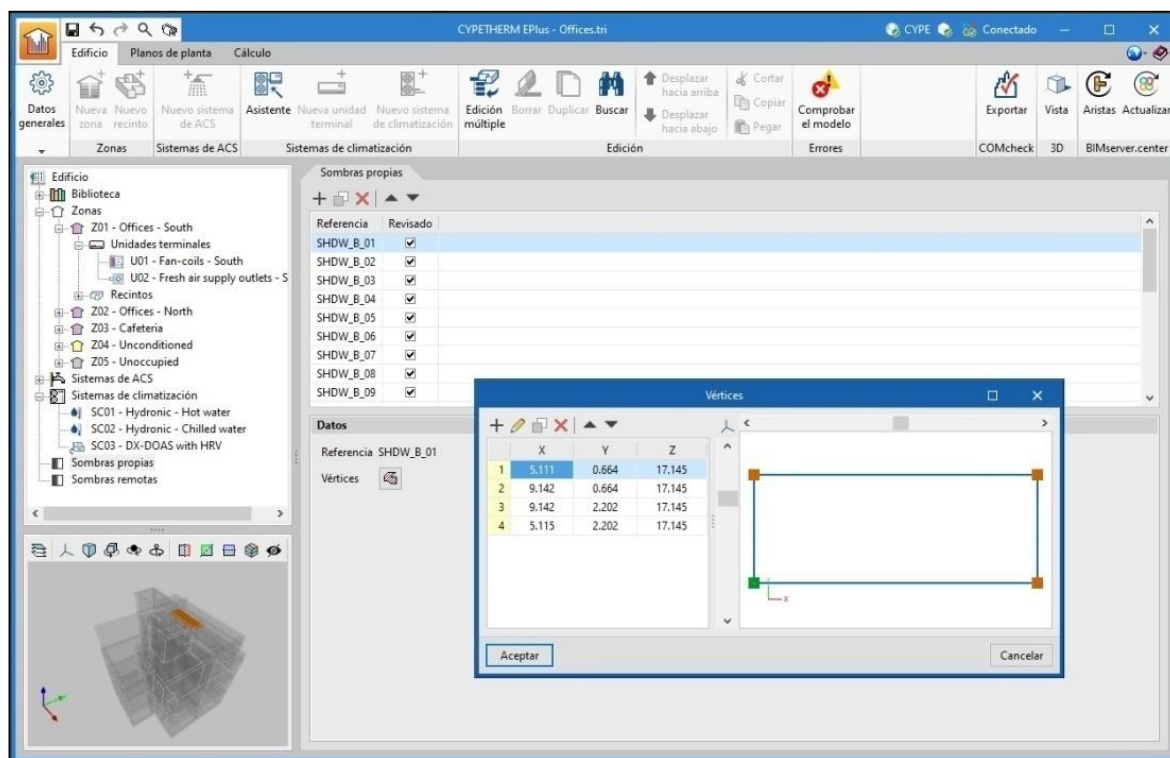 CYPETHERM EPlus - Offices.tri
CYPE
Conectado
Edificio Planos de planta Cálculo
Datos generales
Nueva zona
Nuevo recinto
Zonas
Nuevo sistema de ACS
Sistemas de ACS
Asistente
Nueva unidad terminal
Nuevo sistema de climatización
Sistemas de climatización
Edición múltiple
Borrar
Duplicar
Buscar
Desplazar hacia arriba
Desplazar hacia abajo
Cortar
Copiar
Pegar
Edición
Comprobar el modelo
Errores
Exportar
COMcheck
Vista
3D
Aristas
Actualizar
BIMserver.center
Edificio
Biblioteca
Zonas
Z01 - Offices - South
Unidades terminales
U01 - Fan-coils - South
U02 - Fresh air supply outlets - S
Recintos
Z02 - Offices - North
Z03 - Cafeteria
Z04 - Unconditioned
Z05 - Unoccupied
Sistemas de ACS
Sistemas de climatización
SC01 - Hydronic - Hot water
SC02 - Hydronic - Chilled water
SC03 - DX-DOAS with HRV
Sombras propias
Sombras remotas
Sombras propias
Referencia Revisado
SHDW_B_01
SHDW_B_02
SHDW_B_03
SHDW_B_04
SHDW_B_05
SHDW_B_06
SHDW_B_07
SHDW_B_08
SHDW_B_09
Datos
Referencia SHDW_B_01
Vértices
Vértices
X Y Z
1 5.111 0.664 17.145
2 9.142 0.664 17.145
3 9.142 2.202 17.145
4 5.115 2.202 17.145
X
Aceptar
Cancelar